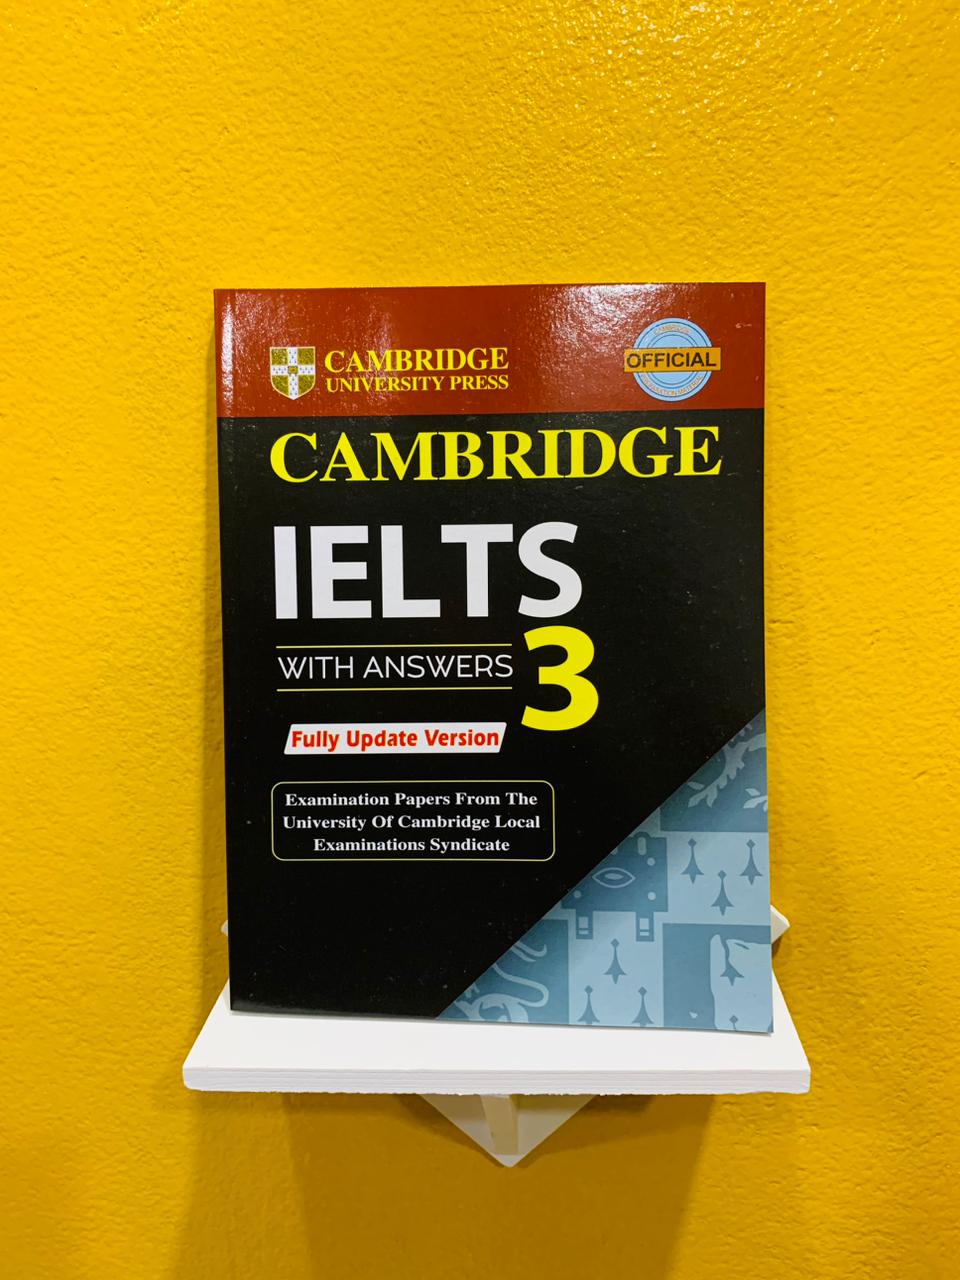 CAMBRIDGE
UNIVERSITY PRESS
OFFICIAL
CAMBRIDGE
IELTS
WITH ANSWERS
3
Fully Update Version
Examination Papers From The
University Of Cambridge Local
Examinations Syndicate